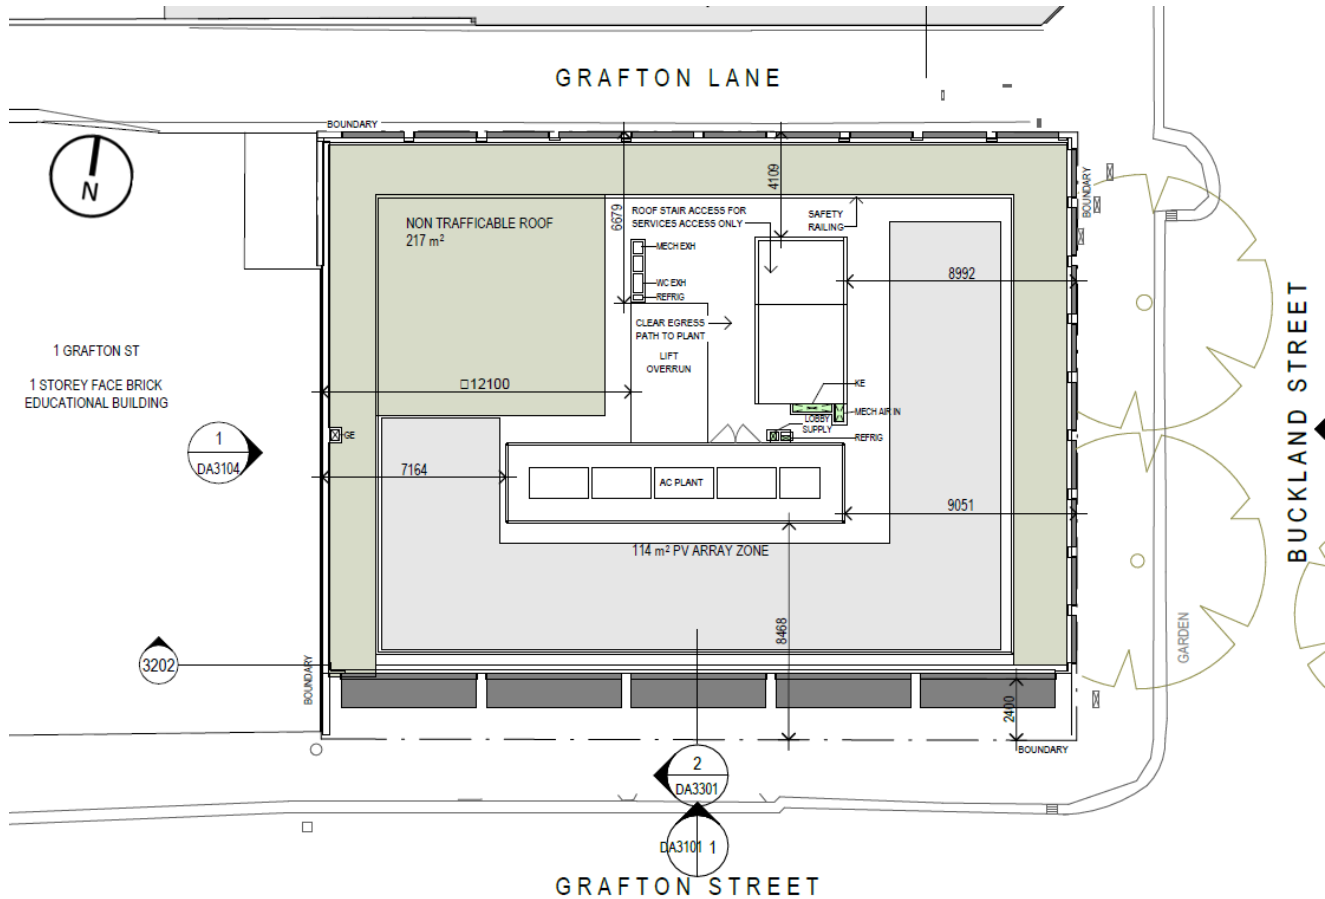 GRAFTON LANE
BOUNDARY
N
4109
BOUNDARY
6679
NON TRAFFICABLE ROOF
217 m²
ROOF STAIR ACCESS FOR
SERVICES ACCESS ONLY
SAFETY
RAILING
MECH EXH
WC EXH
REFRIG
8992
CLEAR EGRESS
PATH TO PLANT
LIFT
OVERRUN
1 GRAFTON ST
1 STOREY FACE BRICK
EDUCATIONAL BUILDING
□12100
KE
MECH AIR IN
LOBBY
SUPPLY
REFRIG
GE
1
DA3104
7164
AC PLANT
9051
114 m² PV ARRAY ZONE
BUCKLAND STREET
8468
GARDEN
3202
BOUNDARY
2400
BOUNDARY
2
DA3301
DA3101 1
GRAFTON STREET